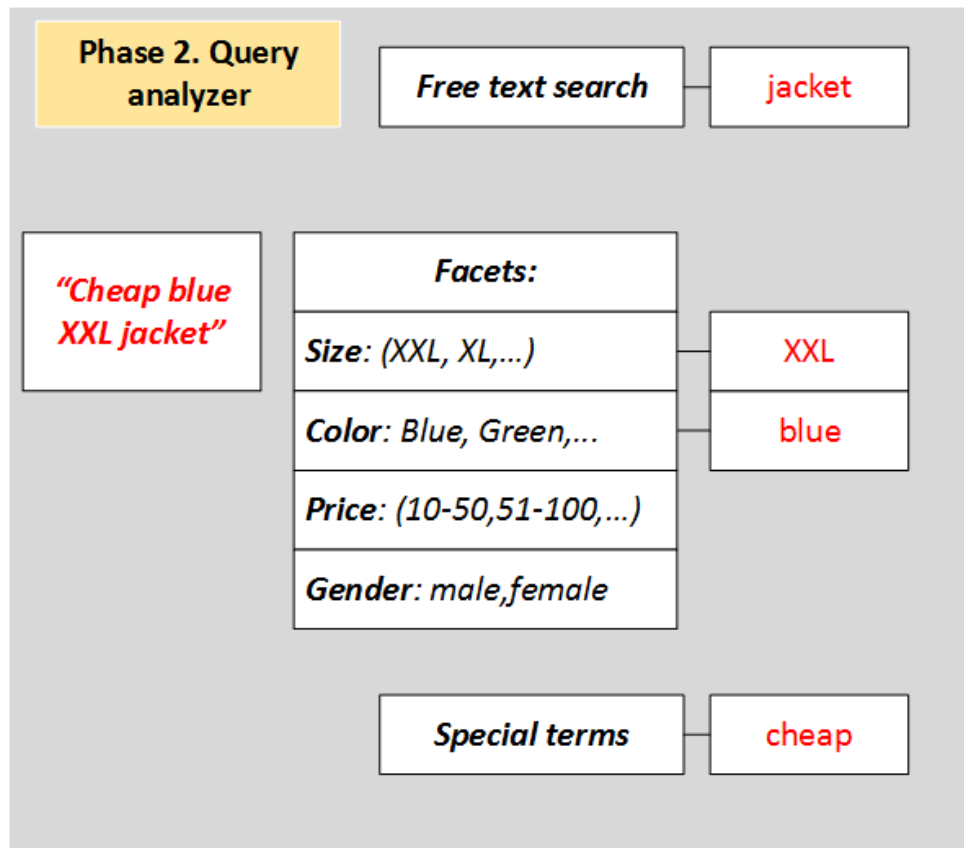 Phase 2. Query
analyzer
Free text search
jacket
“Cheap blue
XXL jacket”
Facets:
Size: (XXL, XL,...)
XXL
Color: Blue, Green,...
blue
Price: (10-50,51-100,...)
Gender: male,female
Special terms
cheap